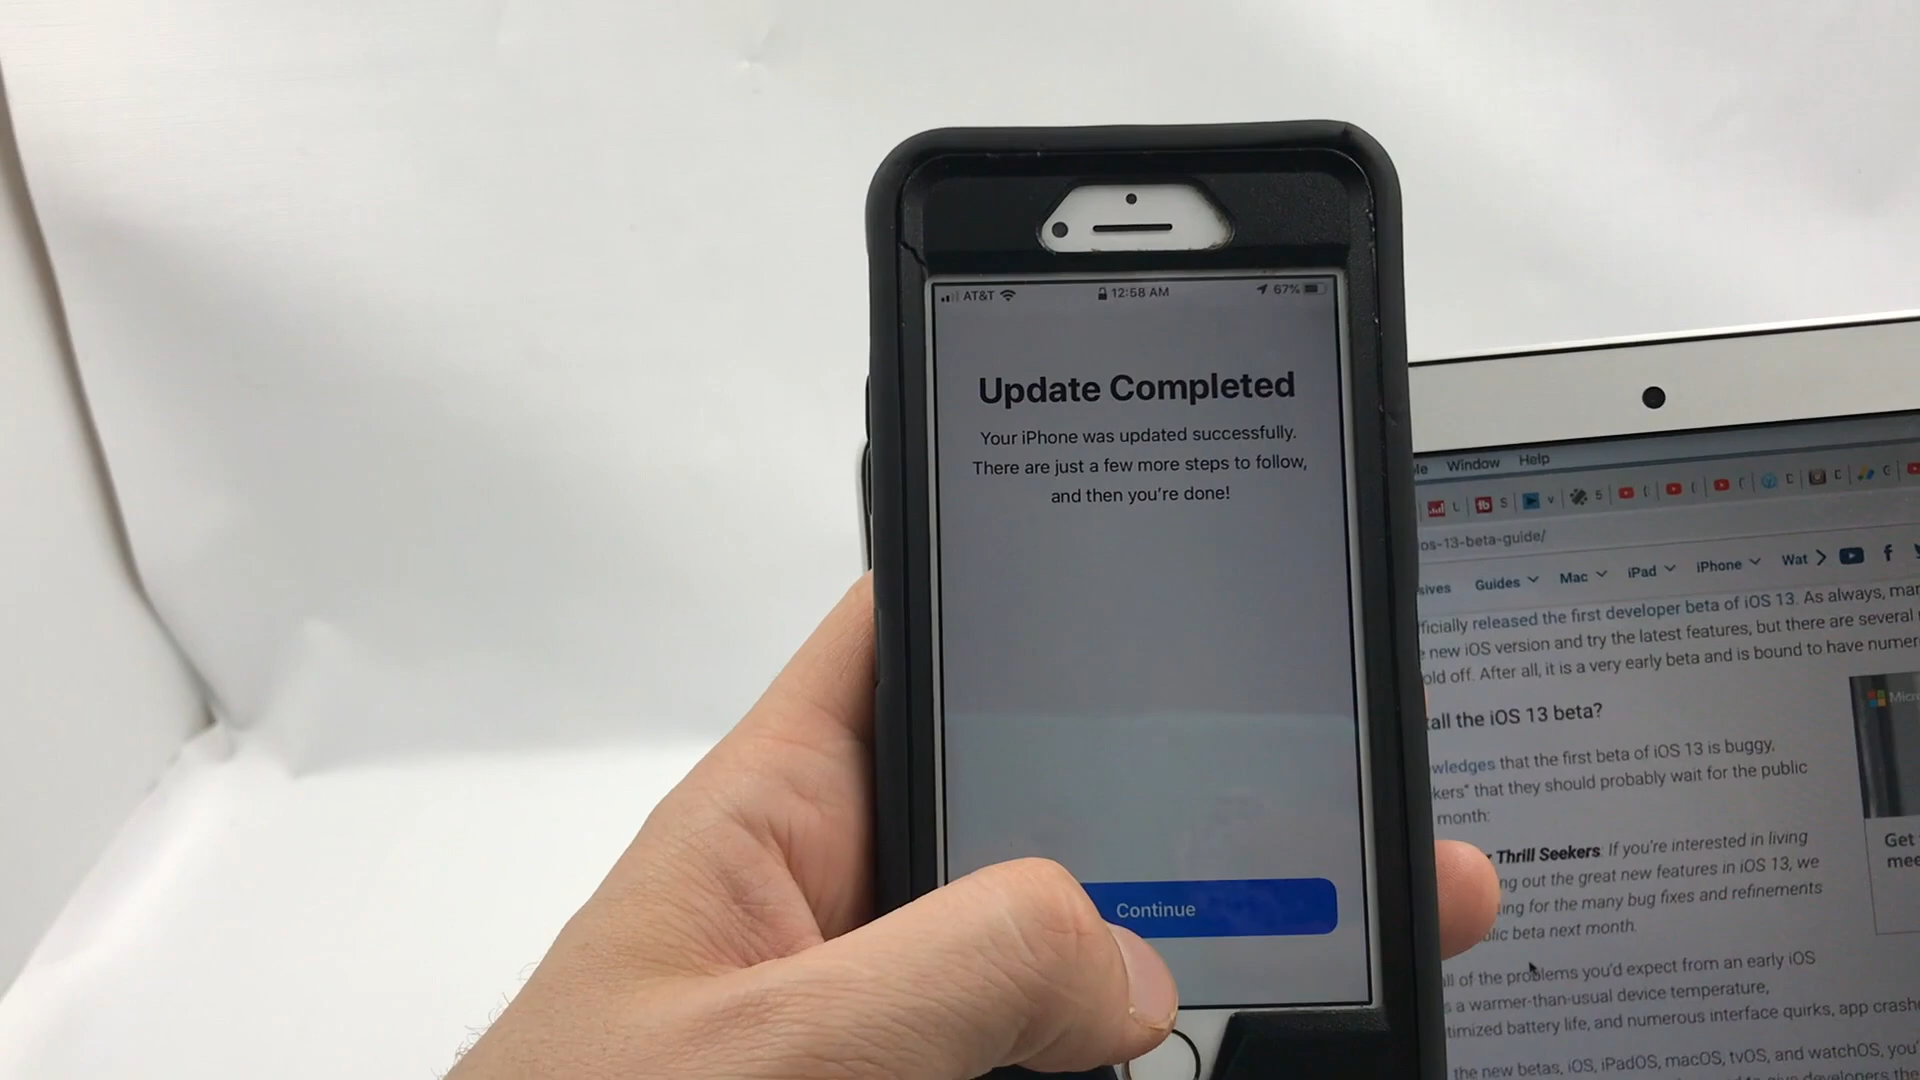 AT&T 12:58 AM 67%
Update Completed
Your iPhone was updated successfully.
There are just a few more steps to follow,
and then you're done!
Continue
Window Help
ios-13-beta-guide/
Guides Mac iPad iPhone Wat
officially released the first developer beta of iOS 13. As always,
new iOS version and try the latest features, but there are several
old off. After all, it is a very early beta and is bound to have
tall the iOS 13 beta?
wledges that the first beta of iOS 13 is buggy,
kers" that they should probably wait for the public
month:
Thrill Seekers: If you're interested in living
ng out the great new features in iOS 13, we
ting for the many bug fixes and refinements
blic beta next month.
all of the problems you'd expect from an early iOS
s a warmer-than-usual device temperature,
timized battery life, and numerous interface quirks, app
the new betas, iOS, iPadOS, macOS, tvOS, and watchOS, you'
Get